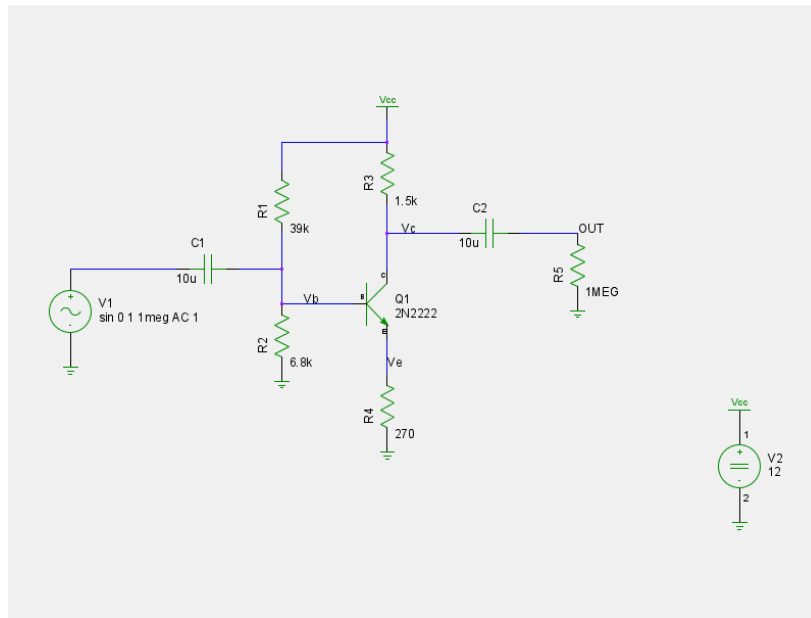 Vcc
R1
39k
R3
1.5k
C1
10u
Vc
C2
10u
OUT
R5
1MEG
V1
sin 0 1 1meg AC 1
+
-
Vb
B
C
E
Q1
2N2222
R2
6.8k
Ve
R4
270
Vcc
1
+
-
V2
12
2